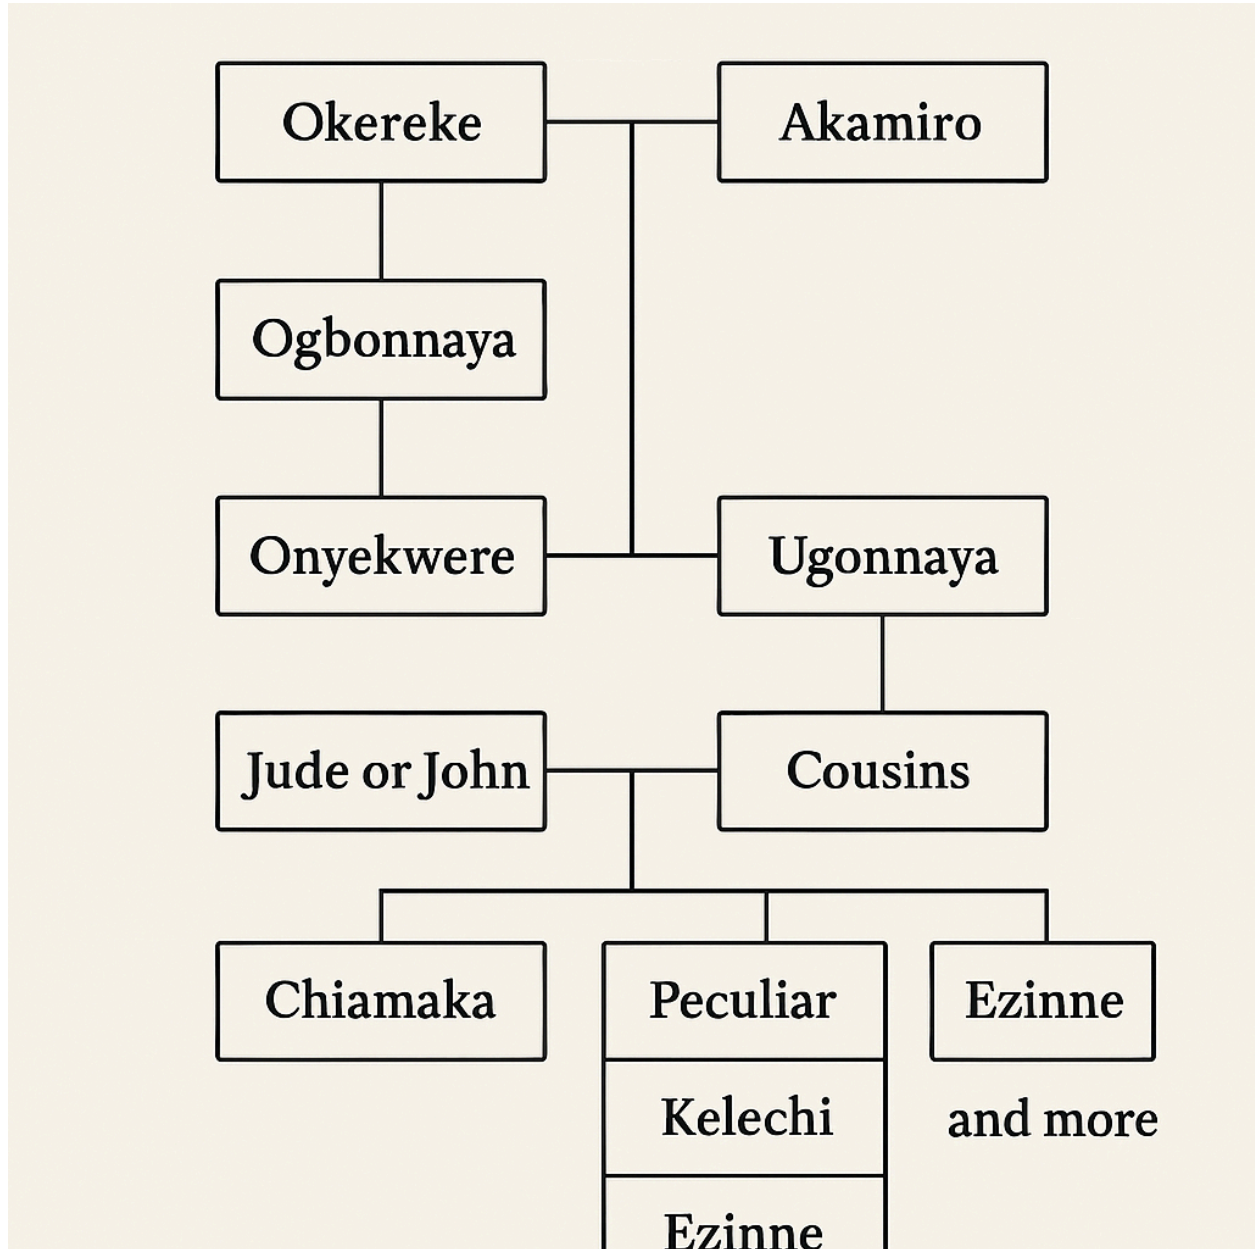 Okereke
Akamiro
Ogbonnaya
Onyekwere
Ugonnaya
Jude or John
Cousins
Chiamaka
Peculiar
Ezinne
Kelechi
and more
Ezinne